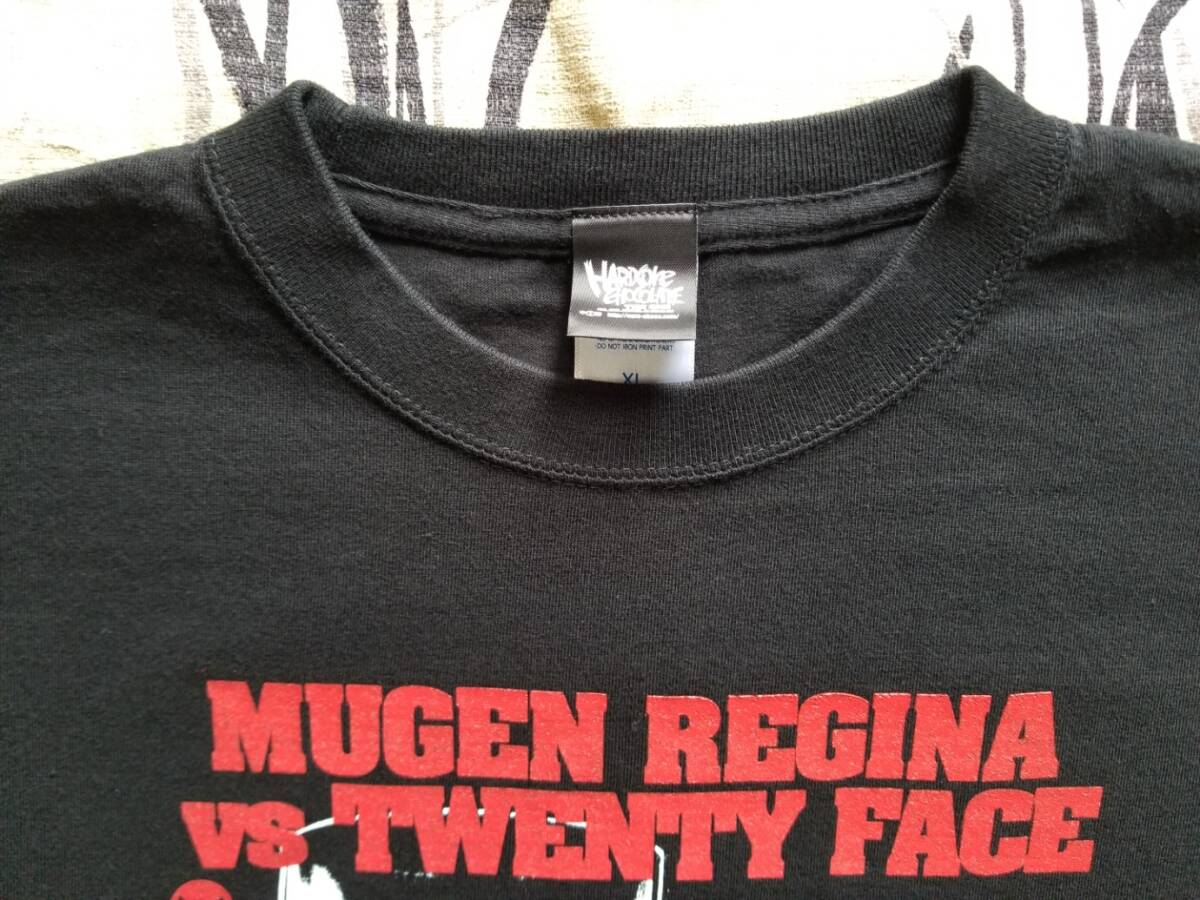 HARDCORE
CHOCOLATE
DO NOT IRON PRINT PART
XL
MUGEN REGINA
VS TWENTY FACE